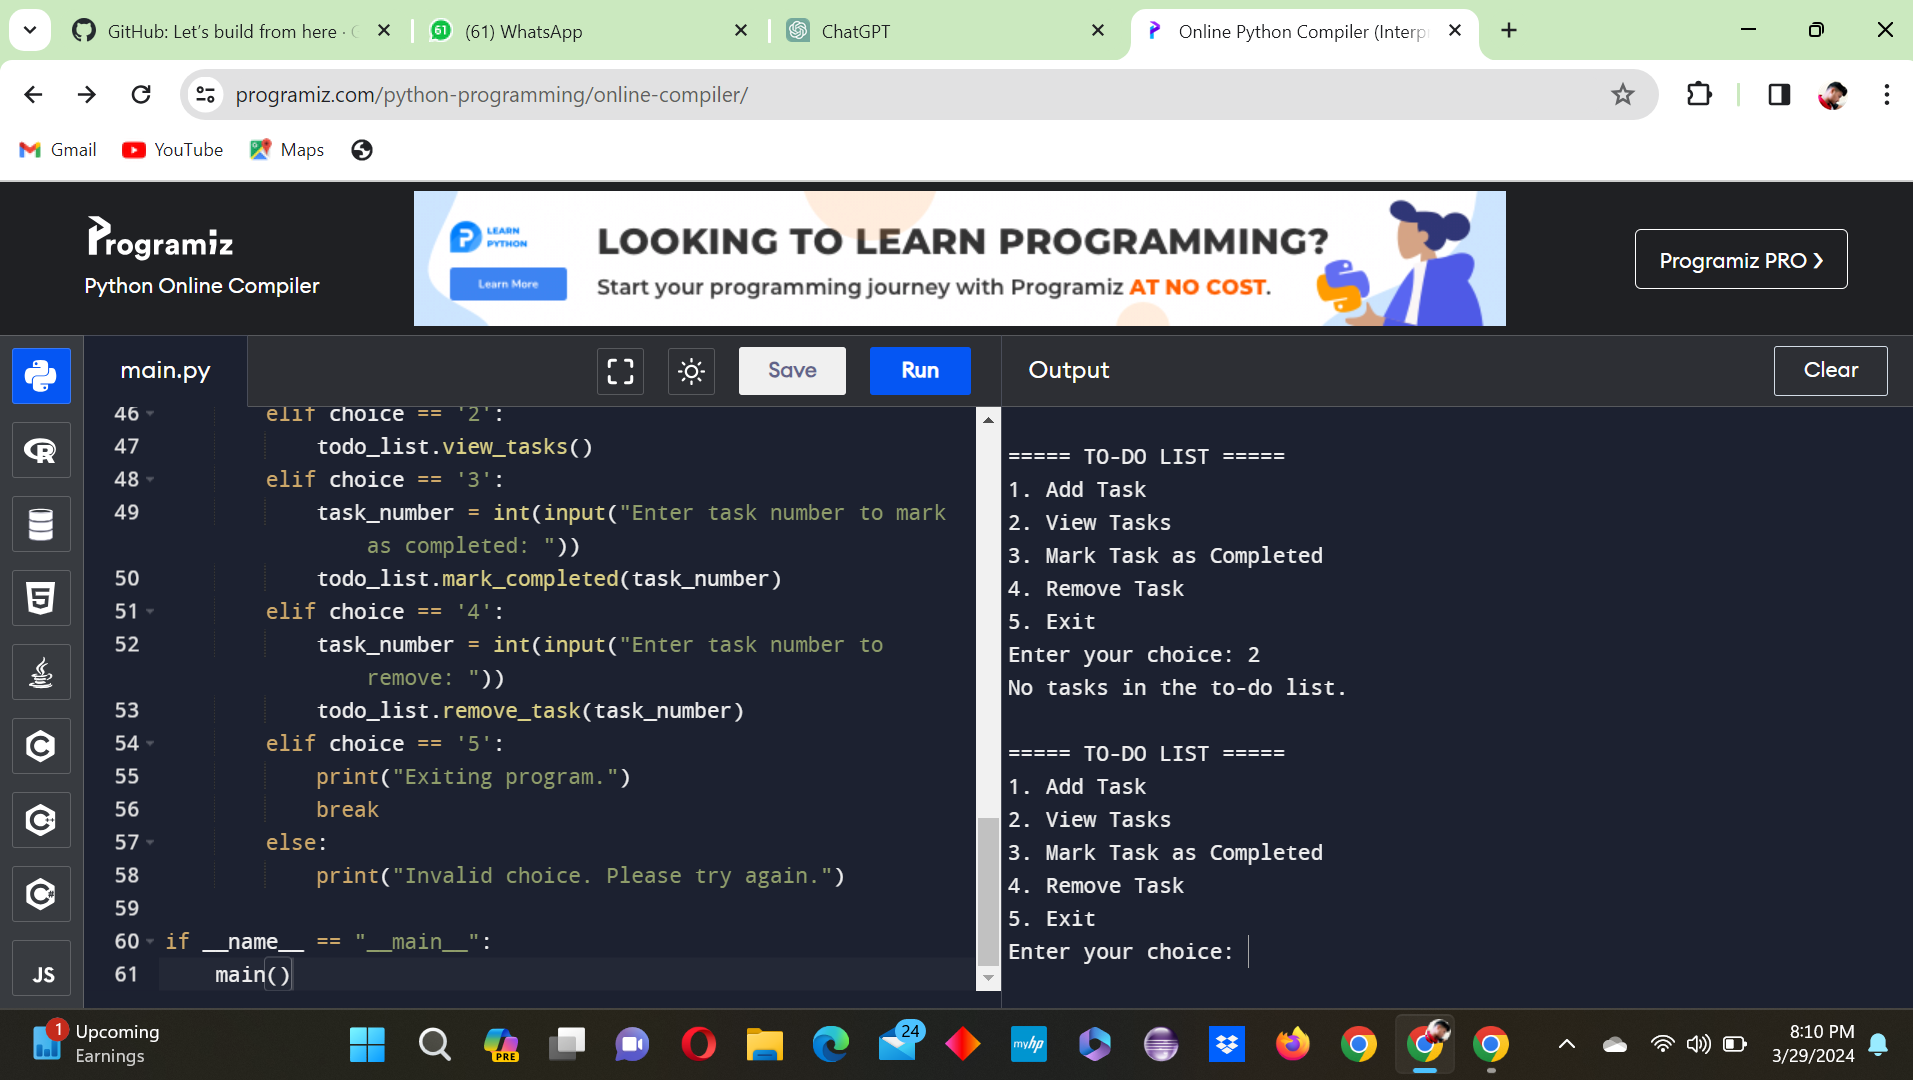 GitHub: Let's build from here · G
61
(61) WhatsApp
ChatGPT
Online Python Compiler (Interp
programiz.com/python-programming/online-compiler/
Gmail
YouTube
Maps
Programiz
Python Online Compiler
LEARN
PYTHON
Learn More
LOOKING TO LEARN PROGRAMMING?
Start your programming journey with Programiz AT NO COST.
Programiz PRO ❯
main.py
Save
Run
Output
Clear
46 elif choice == '2':
47 todo_list.view_tasks()
48 elif choice == '3':
49 task_number = int(input("Enter task number to mark
as completed: "))
50 todo_list.mark_completed(task_number)
51 elif choice == '4':
52 task_number = int(input("Enter task number to
remove: "))
53 todo_list.remove_task(task_number)
54 elif choice == '5':
55 print("Exiting program.")
56 break
57 else:
58 print("Invalid choice. Please try again.")
59
60 if __name__ == "__main__":
61 main()
===== TO-DO LIST =====
1. Add Task
2. View Tasks
3. Mark Task as Completed
4. Remove Task
5. Exit
Enter your choice: 2
No tasks in the to-do list.
===== TO-DO LIST =====
1. Add Task
2. View Tasks
3. Mark Task as Completed
4. Remove Task
5. Exit
Enter your choice:
R
5
C
C++
C#
JS
1
Upcoming
Earnings
PRE
24
myhp
8:10 PM
3/29/2024